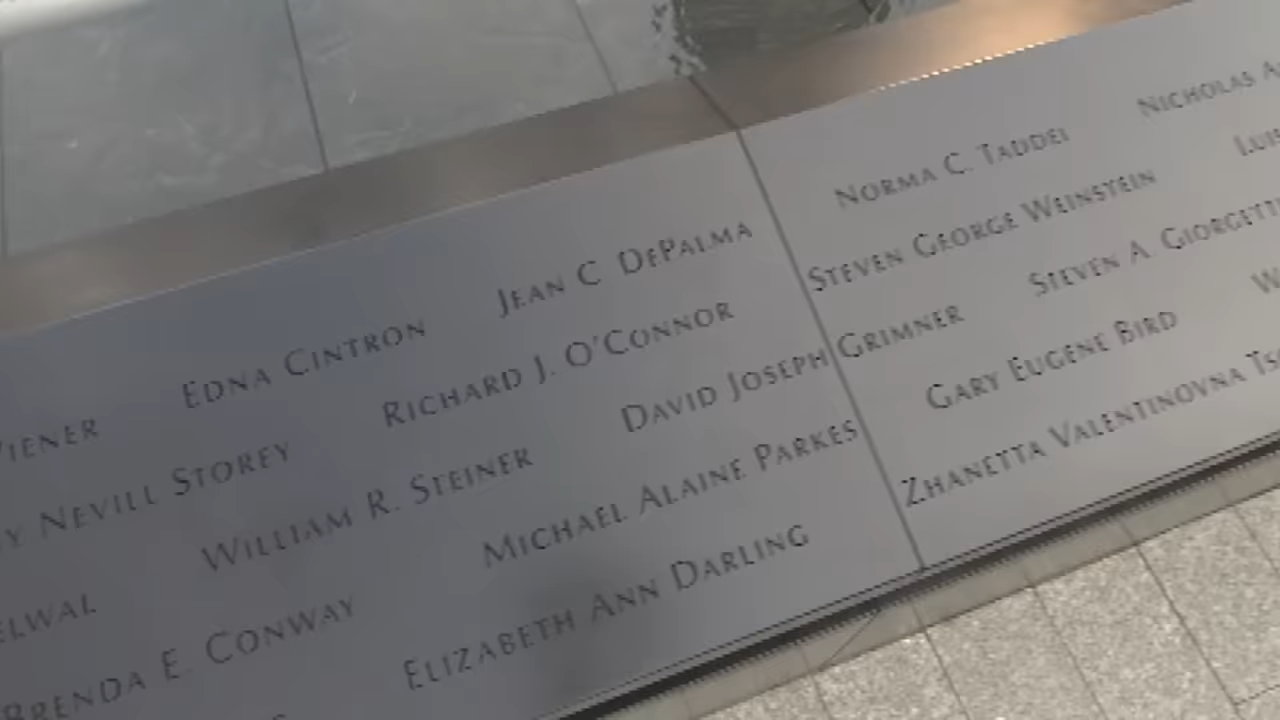 Edna Cintron Jean C DePalma Norma C. Taddei Nicholas
Nevill Storey Richard J. O'Connor Steven George Weinstein
William R. Steiner David Joseph Grimner Steven A. Giorgetti
Brenda E. Conway Michael Alaine Parkes Gary Eugene Bird
Elizabeth Ann Darling Zhanetta Valentinovna